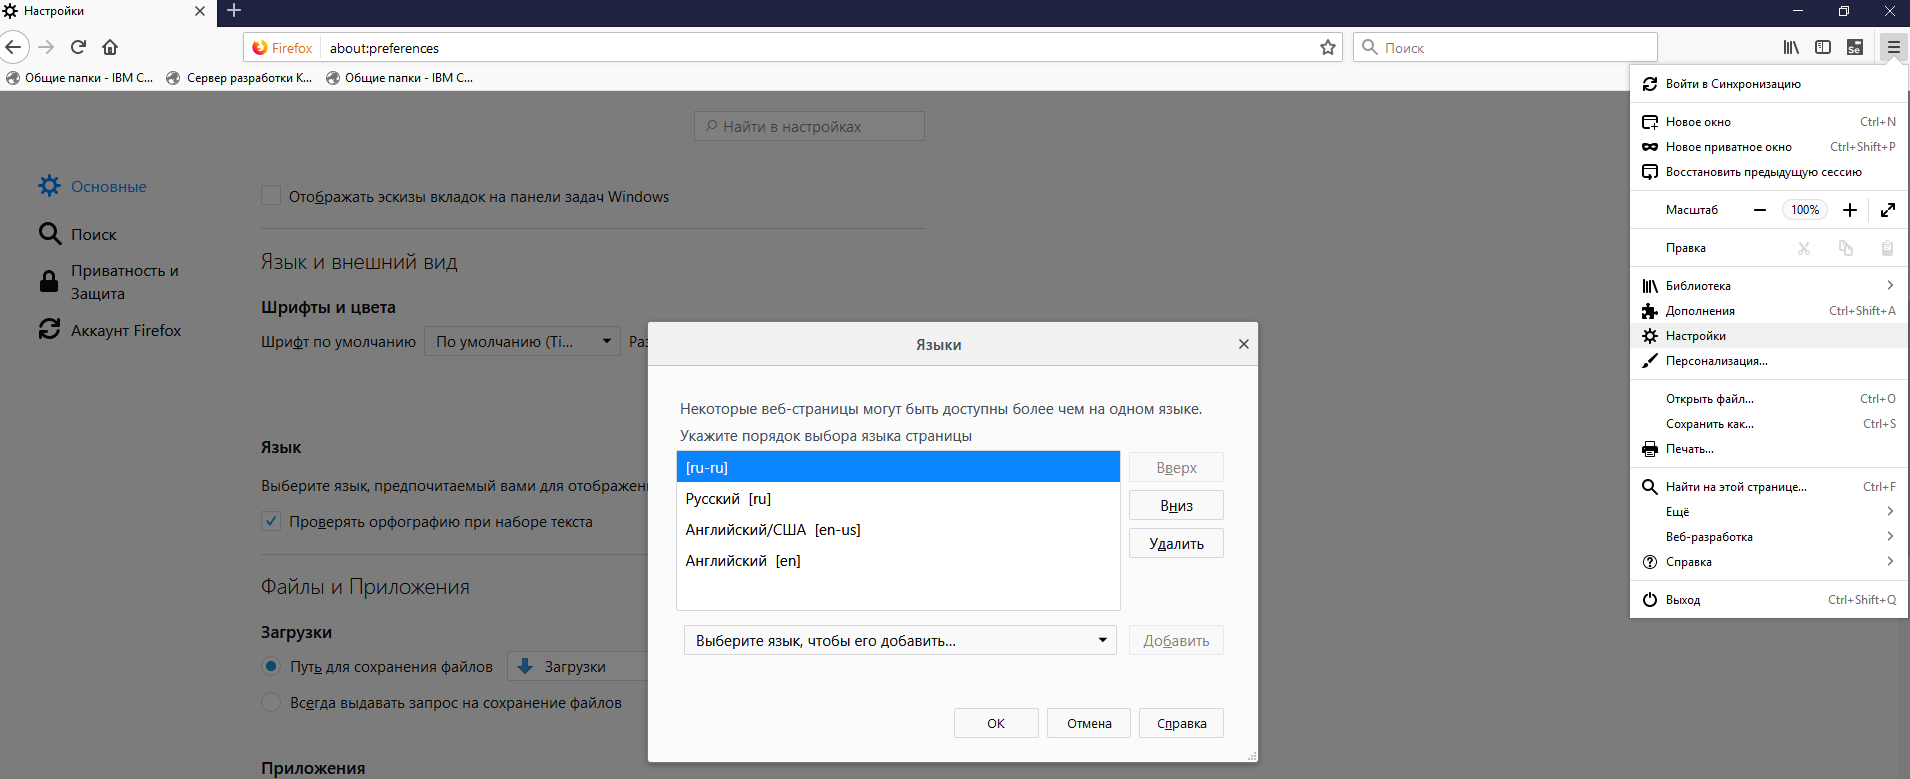 Настройки
Firefox
about:preferences
Поиск
Общие папки - IBM C...
Сервер разработки K...
Общие папки - IBM C...
Найти в настройках
Основные
Поиск
Приватность и
Защита
Аккаунт Firefox
Отображать эскизы вкладок на панели задач Windows
Язык и внешний вид
Шрифты и цвета
Шрифт по умолчанию
По умолчанию (Ti...
Раз
Язык
Выберите язык, предпочитаемый вами для отображен
Проверять орфографию при наборе текста
Файлы и Приложения
Загрузки
Путь для сохранения файлов
Загрузки
Всегда выдавать запрос на сохранение файлов
Приложения
Языки
Некоторые веб-страницы могут быть доступны более чем на одном языке.
Укажите порядок выбора языка страницы
[ru-ru]
Русский [ru]
Английский/США [en-us]
Английский [en]
Вверх
Вниз
Удалить
Выберите язык, чтобы его добавить...
Добавить
ОК
Отмена
Справка
Se
Войти в Синхронизацию
Новое окно Ctrl+N
Новое приватное окно Ctrl+Shift+P
Восстановить предыдущую сессию
Масштаб 100%
Правка
Библиотека
Дополнения Ctrl+Shift+A
Настройки
Персонализация...
Открыть файл... Ctrl+O
Сохранить как... Ctrl+S
Печать...
Найти на этой странице... Ctrl+F
Ещё
Веб-разработка
Справка
Выход Ctrl+Shift+Q